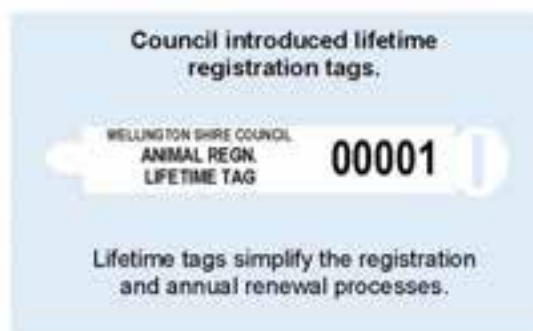 Council introduced lifetime
registration tags.
WELLINGTON SHIRE COUNCIL
ANIMAL REGN.
LIFETIME TAG
00001
Lifetime tags simplify the registration
and annual renewal processes.